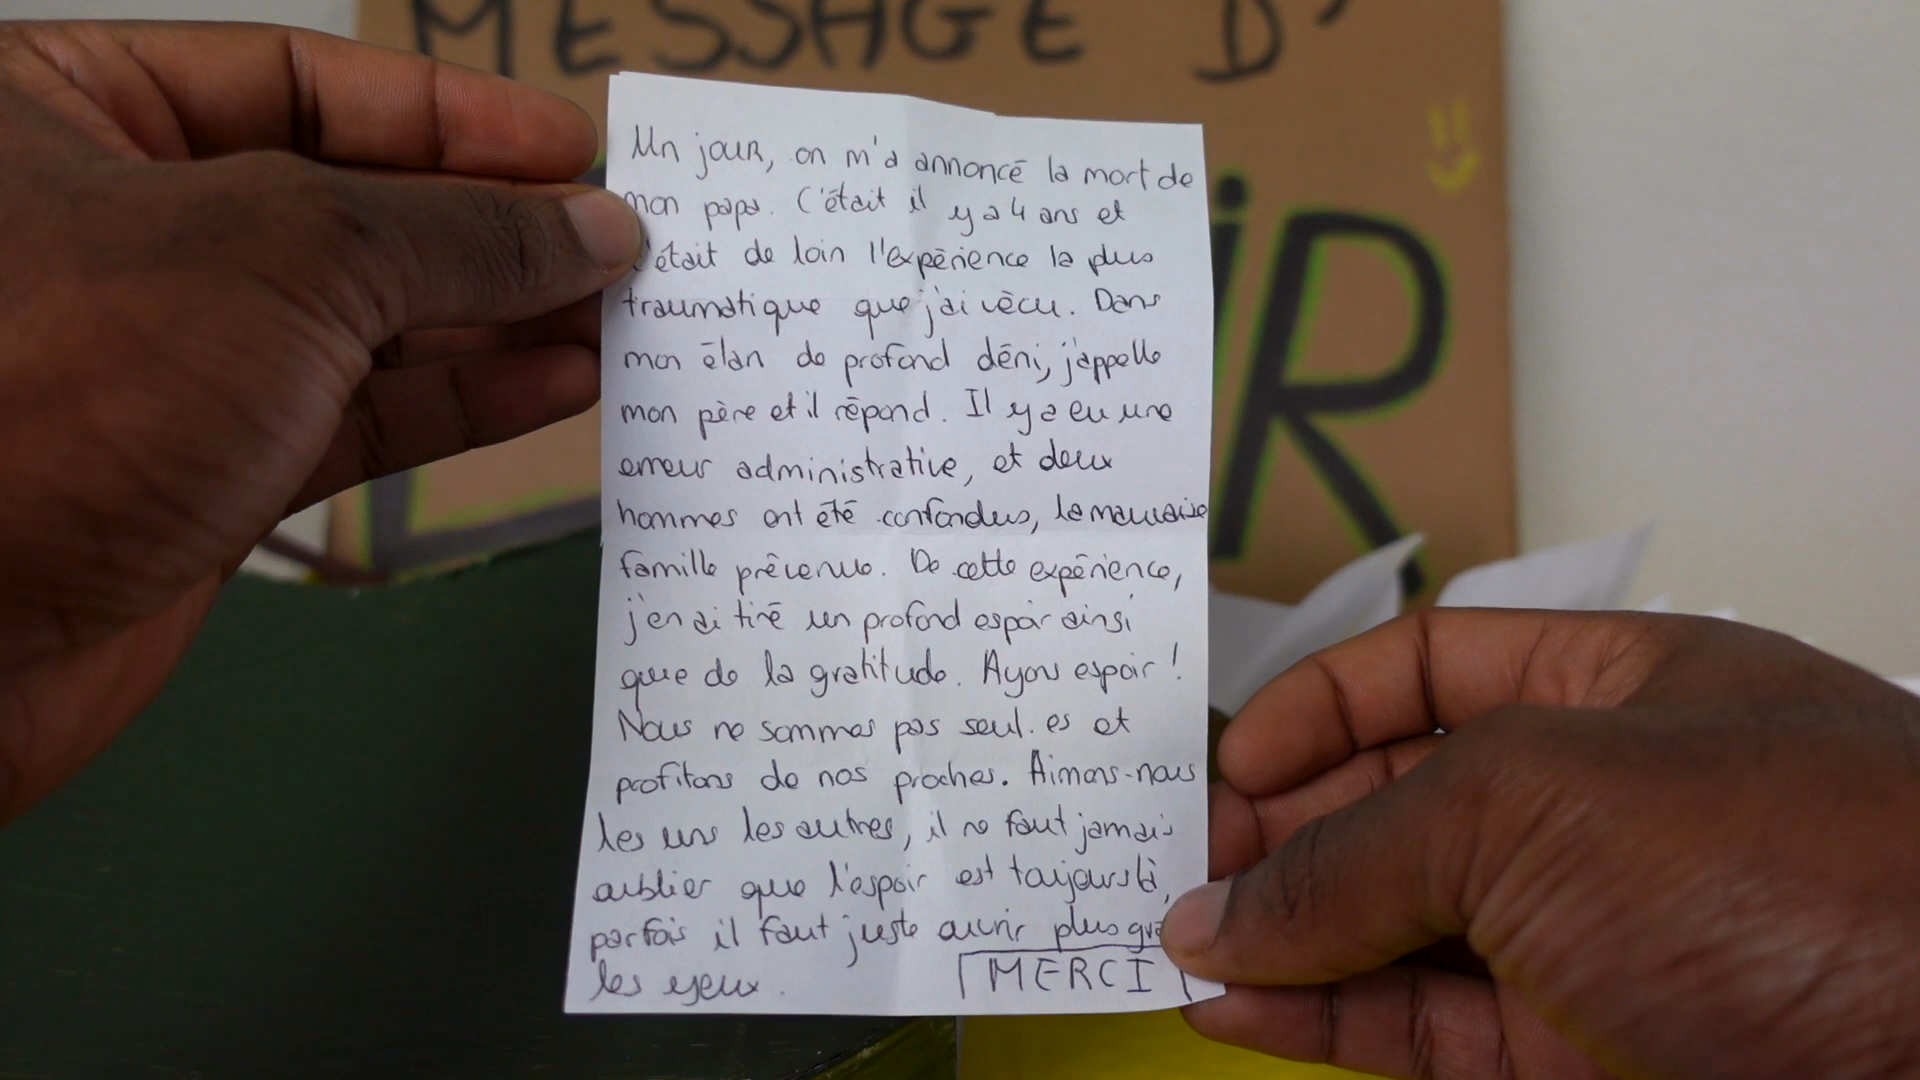 MESSAGE D'
IR
Un jour, on m'a annoncé la mort de
mon papa. C'était il y a 4 ans et
c'était de loin l'expérience la plus
traumatique que j'ai vécu. Dans
mon élan de profond déni, j'appelle
mon père et il répond. Il y a eu une
erreur administrative, et deux
hommes ont été confondus, la mauvaise
famille prévenue. De cette expérience,
j'en ai tiré un profond espoir ainsi
que de la gratitude. Ayons espoir !
Nous ne sommes pas seul.es et
profitons de nos proches. Aimons-nous
les uns les autres, il ne faut jamais
oublier que l'espoir est toujours là,
parfois il faut juste ouvrir plus gra
les yeux.
MERCI